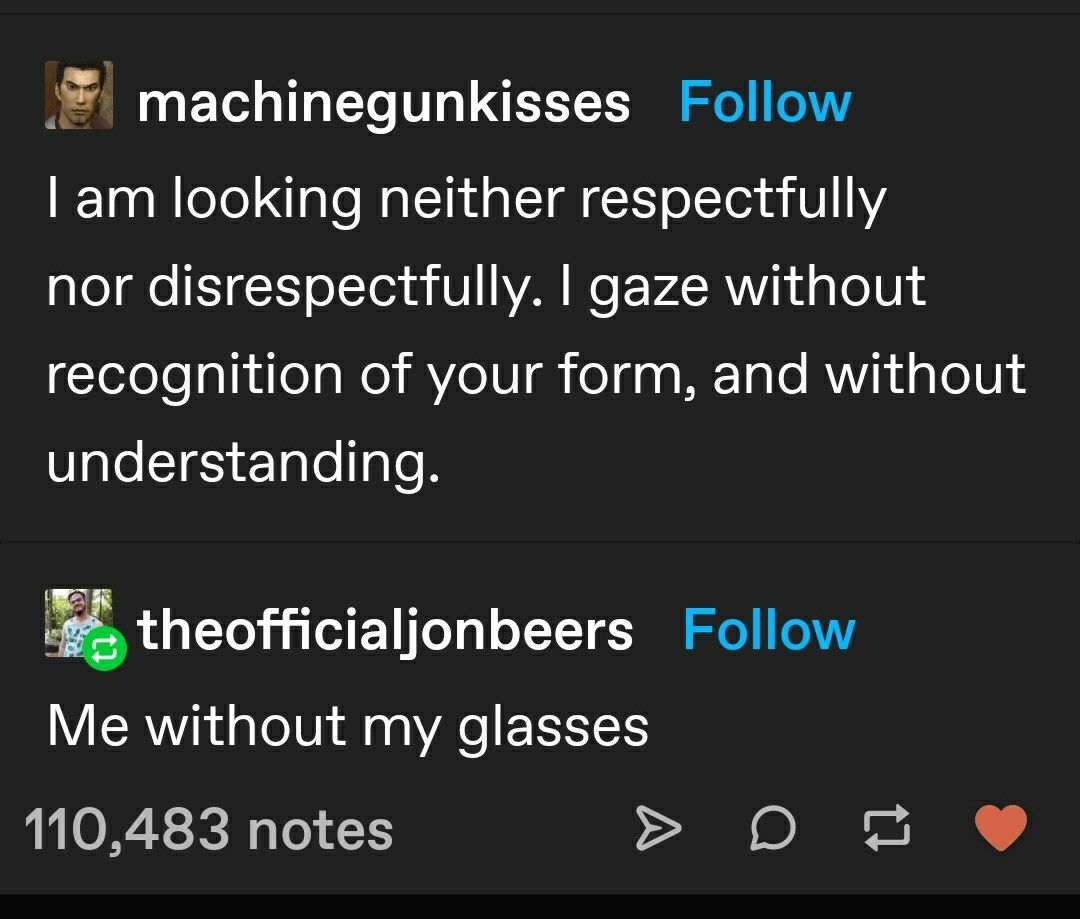 machinegunkisses Follow
I am looking neither respectfully
nor disrespectfully. I gaze without
recognition of your form, and without
understanding.
theofficialjonbeers Follow
Me without my glasses
110,483 notes